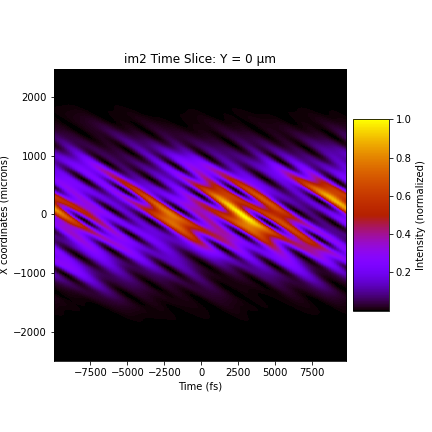 im2 Time Slice: Y = 0 μm
2000
1000
0
−1000
−2000
X coordinates (microns)
−7500 −5000 −2500 0 2500 5000 7500
Time (fs)
1.0
0.8
0.6
0.4
0.2
Intensity (normalized)